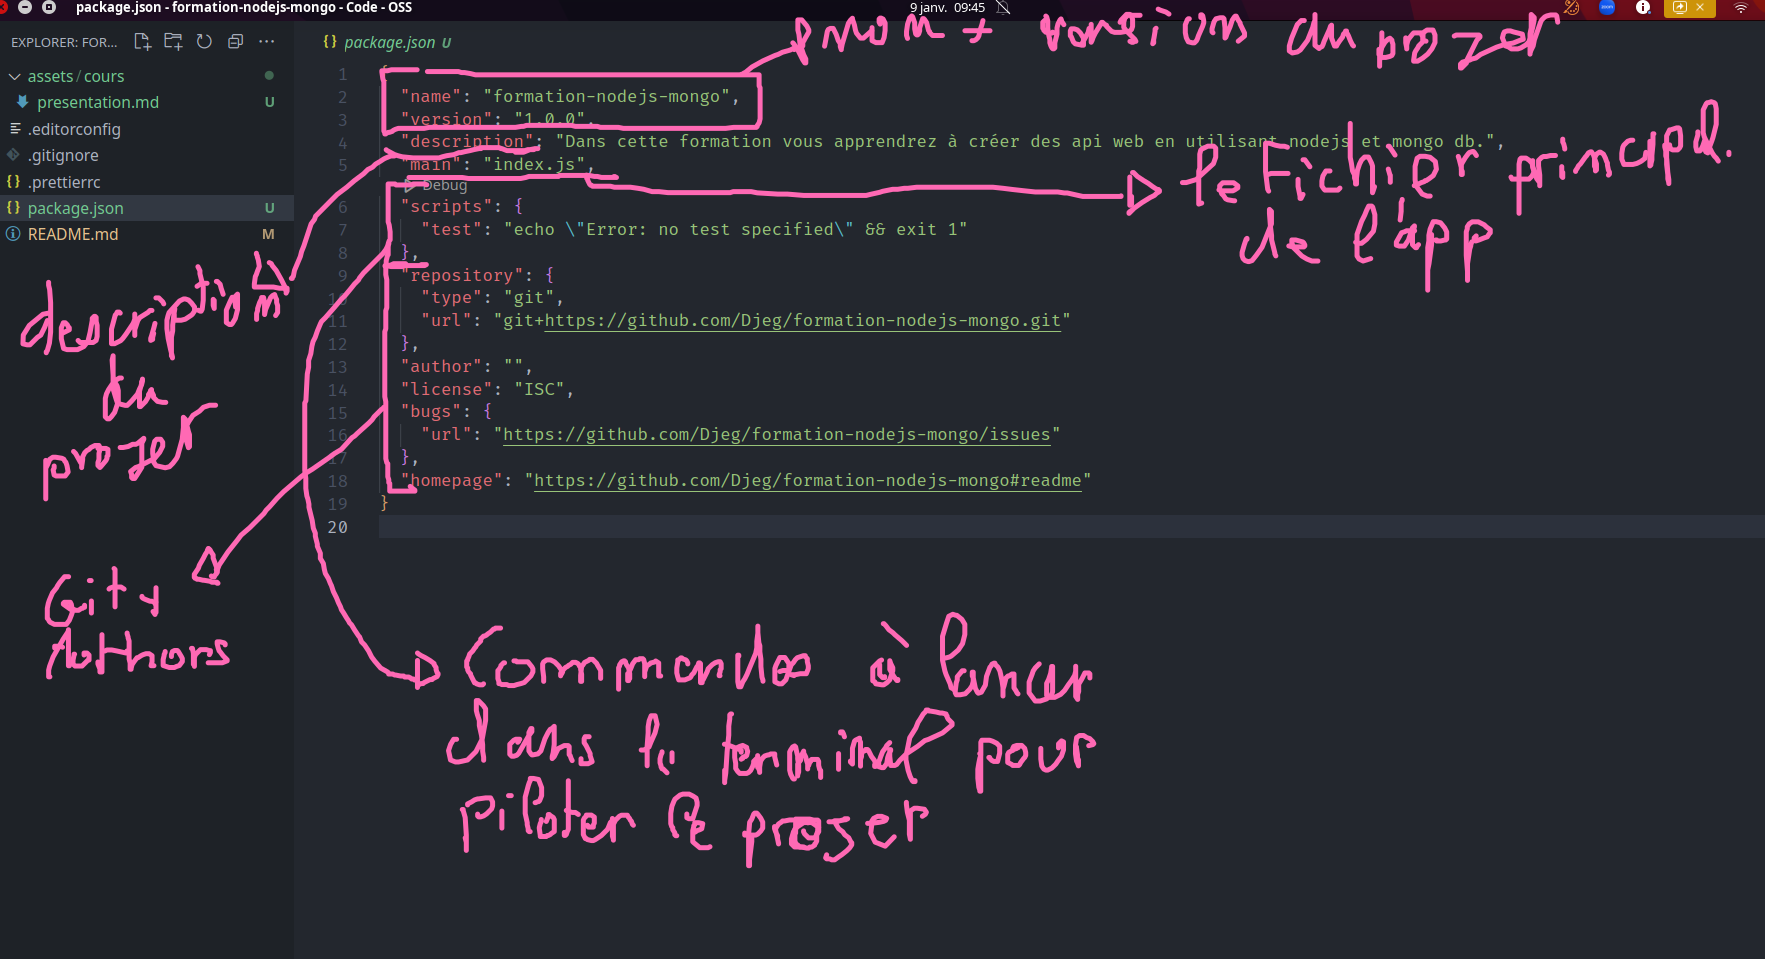 package.json - formation-nodejs-mongo - Code - OSS
9 janv. 09:45
EXPLORER: FOR...
assets/cours
presentation.md U
.editorconfig
.gitignore
.prettierrc
package.json U
README.md M
{} package.json U
nom + version du projet
1 {
2 "name": "formation-nodejs-mongo",
3 "version": "1.0.0",
4 "description": "Dans cette formation vous apprendrez à créer des api web en utilisant nodejs et mongo db.",
5 "main": "index.js",
Debug
6 "scripts": {
7 "test": "echo \"Error: no test specified\" && exit 1"
8 },
9 "repository": {
10 "type": "git",
11 "url": "git+https://github.com/Djeg/formation-nodejs-mongo.git"
12 },
13 "author": "",
14 "license": "ISC",
15 "bugs": {
16 "url": "https://github.com/Djeg/formation-nodejs-mongo/issues"
17 },
18 "homepage": "https://github.com/Djeg/formation-nodejs-mongo#readme"
19 }
20
le Fichier principal.
de l'app
description
du
projet
Git
Authors
Commandes à lancer
dans le terminal pour
Piloter le projet